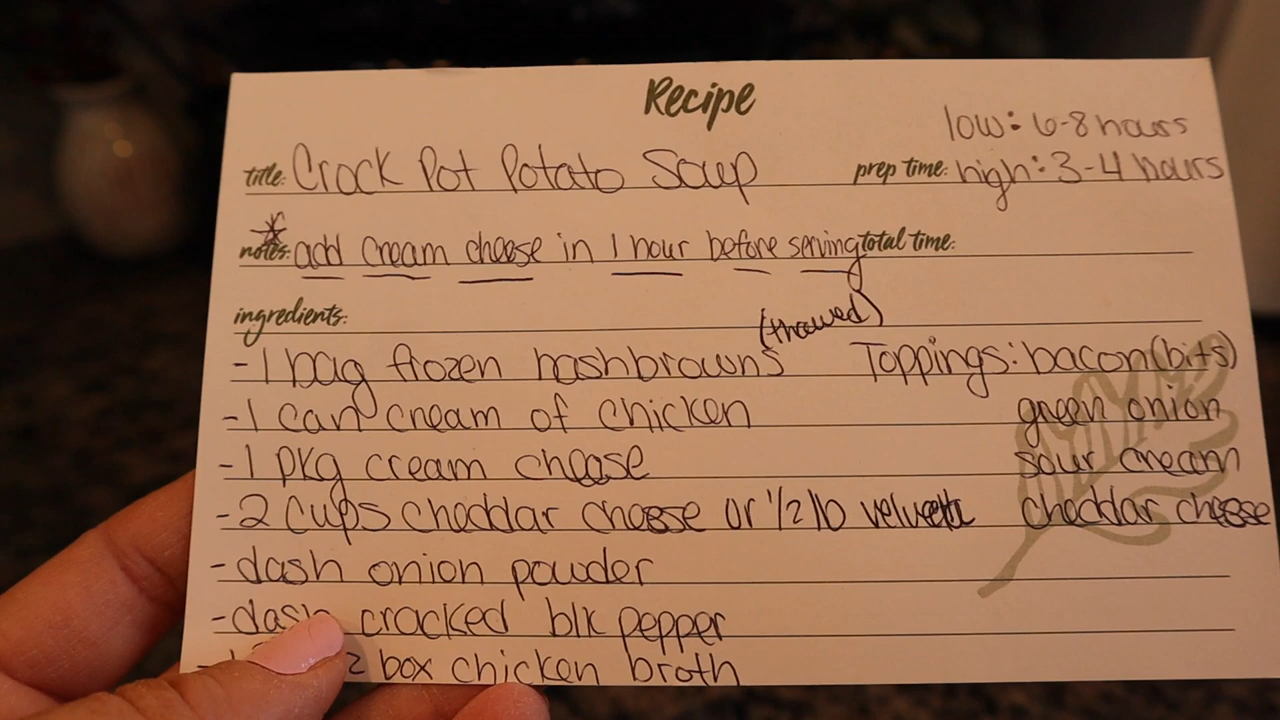 Recipe
low: 6-8 hours
title: Crock Pot Potato Soup prep time: high: 3-4 hours
* notes: add cream cheese in 1 hour before serving total time:
ingredients:
(thawed)
- 1 bag frozen hashbrowns Toppings: bacon (bits)
- 1 can cream of chicken green onion
- 1 pkg cream cheese sour cream
- 2 cups cheddar cheese or 1/2 lb velveeta cheddar cheese
- dash onion powder
- dash cracked blk pepper
2 box chicken broth